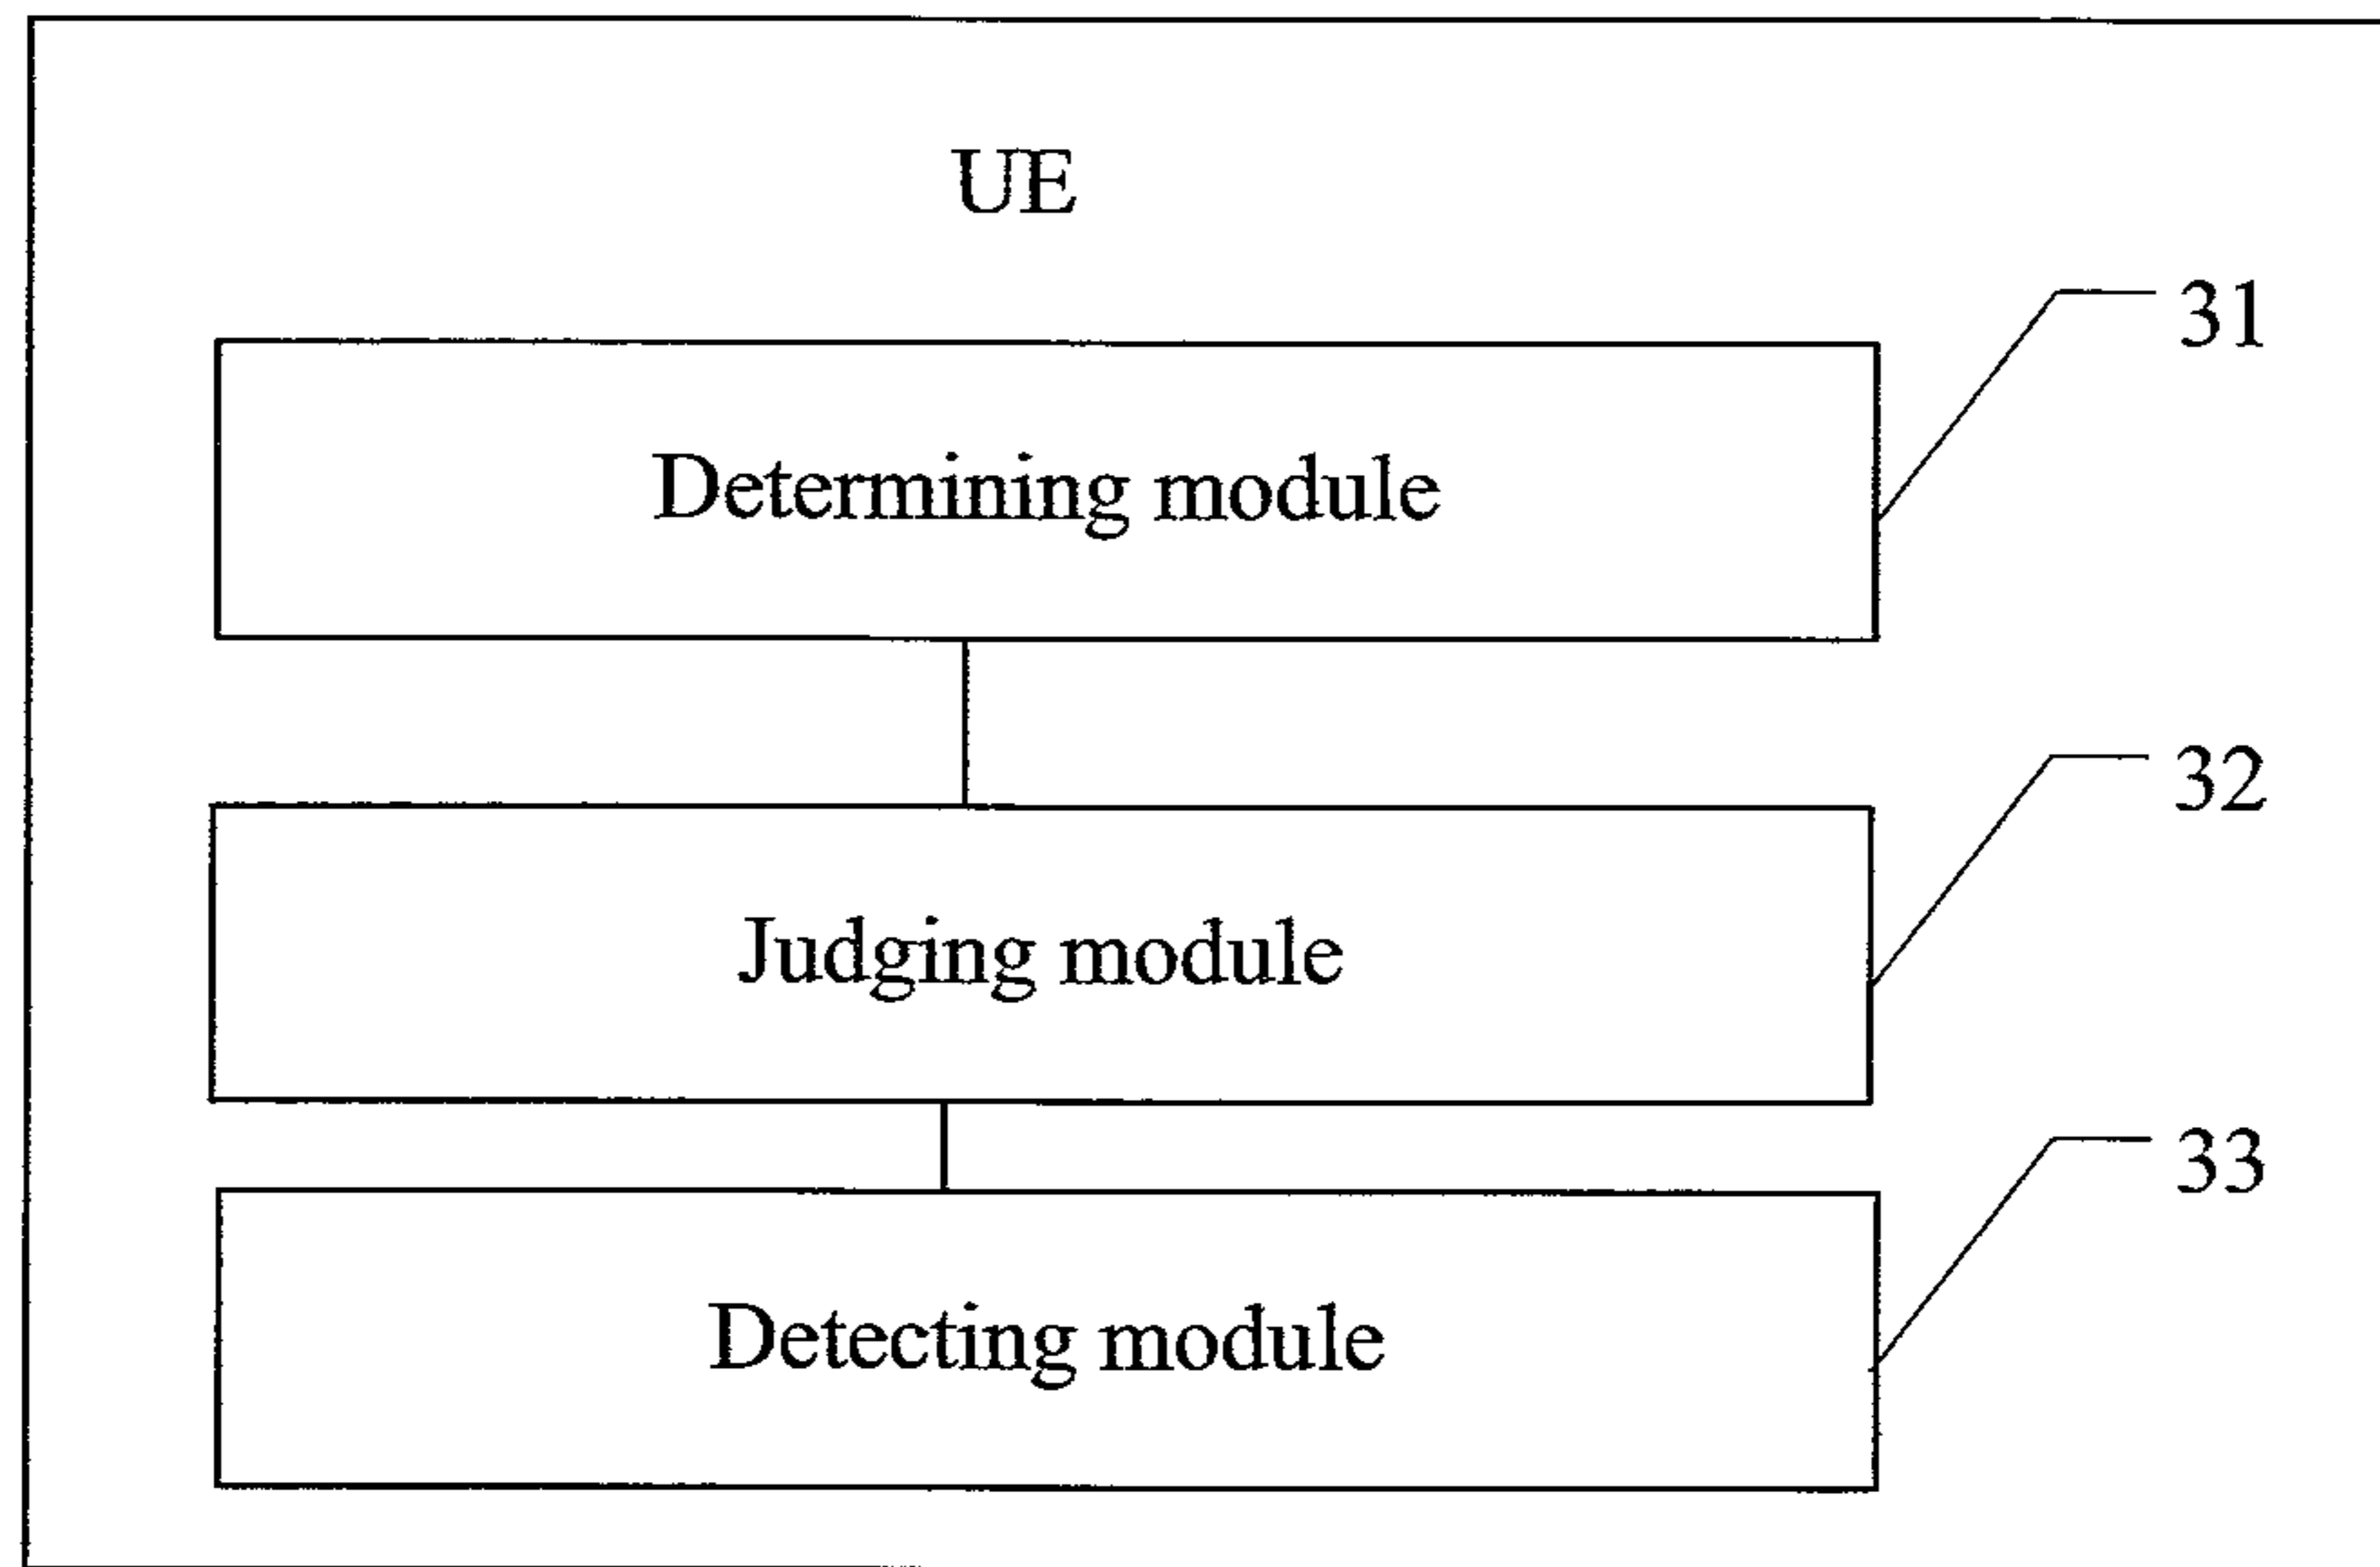 UE
31
Determining module
32
Judging module
33
Detecting module